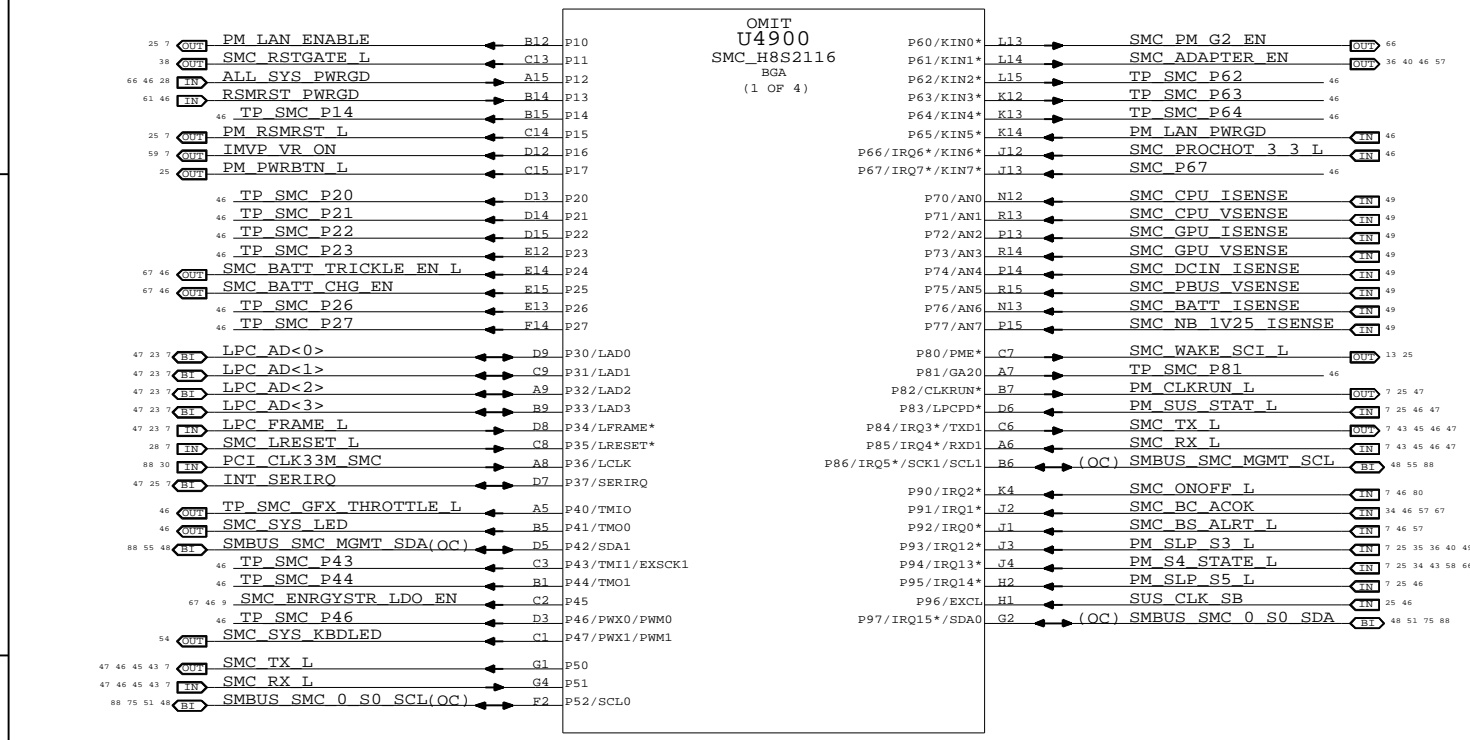 OMIT
U4900
SMC_H8S2116
BGA
(1 OF 4)
25 7 OUT PM_LAN_ENABLE B12 P10
38 OUT SMC_RSTGATE_L C13 P11
66 46 28 IN ALL_SYS_PWRGD A15 P12
61 46 IN RSMRST_PWRGD B14 P13
46 TP_SMC_P14 B15 P14
25 7 OUT PM_RSMRST_L C14 P15
59 7 OUT IMVP_VR_ON D12 P16
25 OUT PM_PWRBTN_L C15 P17
46 TP_SMC_P20 D13 P20
46 TP_SMC_P21 D14 P21
46 TP_SMC_P22 D15 P22
46 TP_SMC_P23 E12 P23
67 46 OUT SMC_BATT_TRICKLE_EN_L E14 P24
67 46 OUT SMC_BATT_CHG_EN E15 P25
46 TP_SMC_P26 E13 P26
46 TP_SMC_P27 F14 P27
47 23 7 BI LPC_AD<0> D9 P30/LAD0
47 23 7 BI LPC_AD<1> C9 P31/LAD1
47 23 7 BI LPC_AD<2> A9 P32/LAD2
47 23 7 BI LPC_AD<3> B9 P33/LAD3
47 23 7 IN LPC_FRAME_L D8 P34/LFRAME*
28 7 IN SMC_LRESET_L C8 P35/LRESET*
88 30 IN PCI_CLK33M_SMC A8 P36/LCLK
47 25 7 BI INT_SERIRQ D7 P37/SERIRQ
46 OUT TP_SMC_GFX_THROTTLE_L A5 P40/TMIO
46 OUT SMC_SYS_LED B5 P41/TMO0
88 55 48 BI SMBUS_SMC_MGMT_SDA(OC) D5 P42/SDA1
46 TP_SMC_P43 C3 P43/TMI1/EXSCK1
46 TP_SMC_P44 B1 P44/TMO1
67 46 9 SMC_ENRGYSTR_LDO_EN C2 P45
46 TP_SMC_P46 D3 P46/PWX0/PWM0
54 OUT SMC_SYS_KBDLED C1 P47/PWX1/PWM1
47 46 45 43 7 OUT SMC_TX_L G1 P50
47 46 45 43 7 IN SMC_RX_L G4 P51
88 75 51 48 BI SMBUS_SMC_0_S0_SCL(OC) F2 P52/SCL0
P60/KIN0* L13 SMC_PM_G2_EN OUT 66
P61/KIN1* L14 SMC_ADAPTER_EN OUT 36 40 46 57
P62/KIN2* L15 TP_SMC_P62 46
P63/KIN3* K12 TP_SMC_P63 46
P64/KIN4* K13 TP_SMC_P64 46
P65/KIN5* K14 PM_LAN_PWRGD IN 46
P66/IRQ6*/KIN6* J12 SMC_PROCHOT_3_3_L IN 46
P67/IRQ7*/KIN7* J13 SMC_P67 46
P70/AN0 N12 SMC_CPU_ISENSE IN 49
P71/AN1 R13 SMC_CPU_VSENSE IN 49
P72/AN2 P13 SMC_GPU_ISENSE IN 49
P73/AN3 R14 SMC_GPU_VSENSE IN 49
P74/AN4 P14 SMC_DCIN_ISENSE IN 49
P75/AN5 R15 SMC_PBUS_VSENSE IN 49
P76/AN6 N13 SMC_BATT_ISENSE IN 49
P77/AN7 P15 SMC_NB_1V25_ISENSE IN 49
P80/PME* C7 SMC_WAKE_SCI_L OUT 13 25
P81/GA20 A7 TP_SMC_P81 46
P82/CLKRUN* B7 PM_CLKRUN_L OUT 7 25 47
P83/LPCPD* D6 PM_SUS_STAT_L IN 7 25 46 47
P84/IRQ3*/TXD1 C6 SMC_TX_L OUT 7 43 45 46 47
P85/IRQ4*/RXD1 A6 SMC_RX_L IN 7 43 45 46 47
P86/IRQ5*/SCK1/SCL1 B6 (OC) SMBUS_SMC_MGMT_SCL BI 48 55 88
P90/IRQ2* K4 SMC_ONOFF_L IN 7 46 80
P91/IRQ1* J2 SMC_BC_ACOK IN 34 46 57 67
P92/IRQ0* J1 SMC_BS_ALRT_L IN 7 46 57
P93/IRQ12* J3 PM_SLP_S3_L IN 7 25 35 36 40 49
P94/IRQ13* J4 PM_S4_STATE_L IN 7 25 34 43 58 66
P95/IRQ14* H2 PM_SLP_S5_L IN 7 25 46
P96/EXCL H1 SUS_CLK_SB IN 25 46
P97/IRQ15*/SDA0 G2 (OC) SMBUS_SMC_0_S0_SDA BI 48 51 75 88